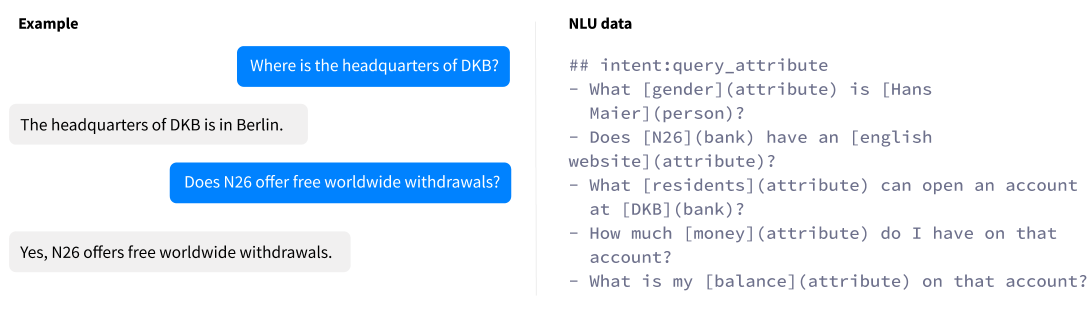 Example
Where is the headquarters of DKB?
The headquarters of DKB is in Berlin.
Does N26 offer free worldwide withdrawals?
Yes, N26 offers free worldwide withdrawals.
NLU data
## intent:query_attribute
- What [gender](attribute) is [Hans
Maier](person)?
- Does [N26](bank) have an [english
website](attribute)?
- What [residents](attribute) can open an account
at [DKB](bank)?
- How much [money](attribute) do I have on that
account?
- What is my [balance](attribute) on that account?